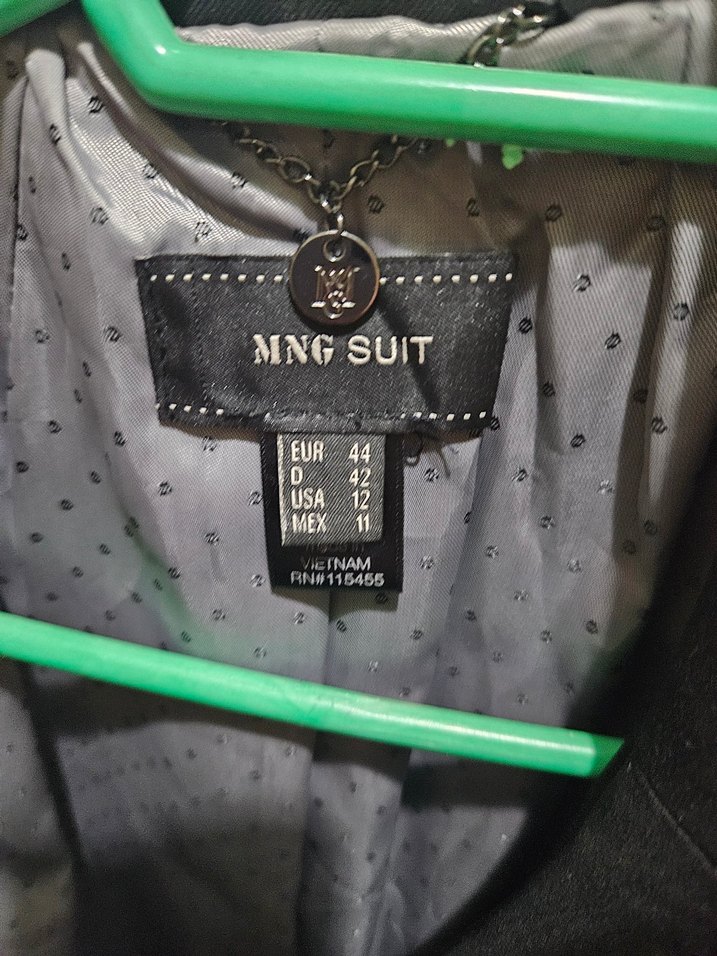 MNG SUIT
EUR 44
D 42
USA 12
MEX 11
VIETNAM
RN#115455